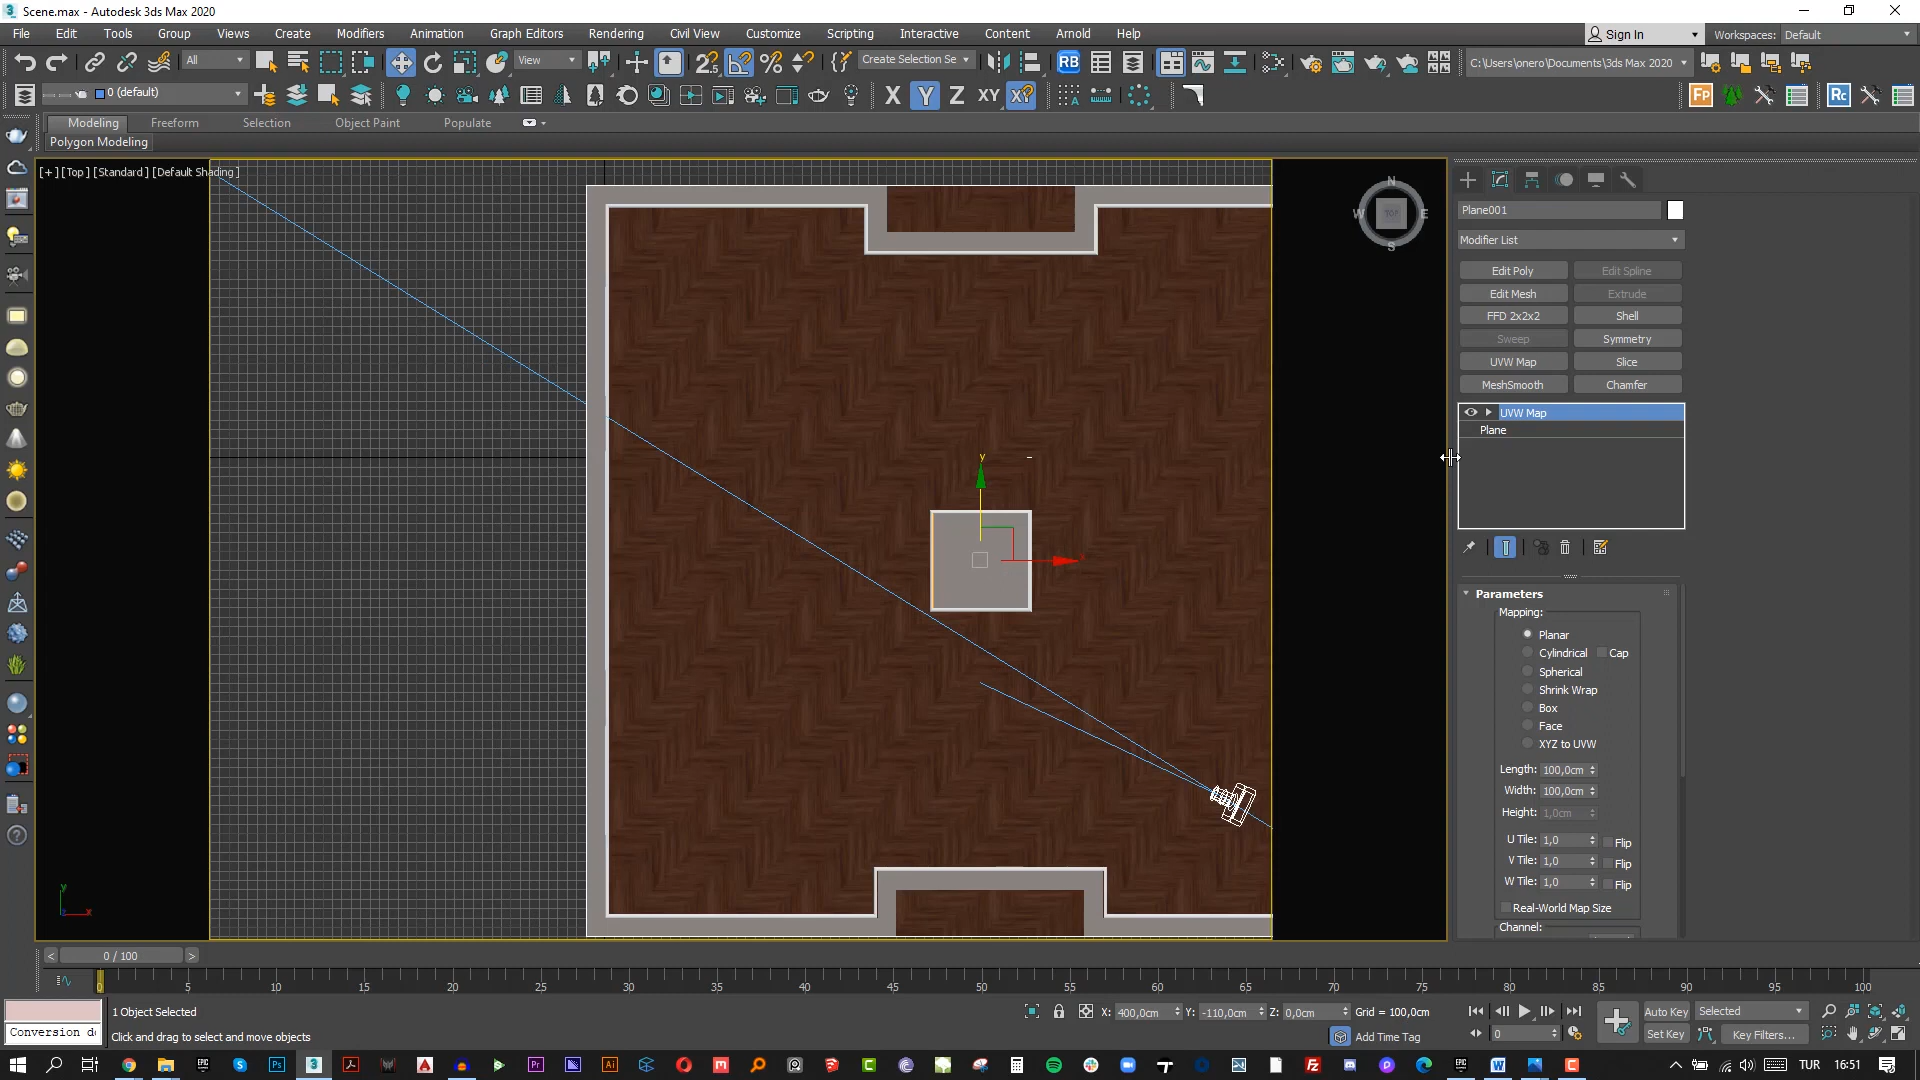 Scene.max - Autodesk 3ds Max 2020
File Edit Tools Group Views Create Modifiers Animation Graph Editors Rendering Civil View Customize Scripting Interactive Content Arnold Help
Sign In Workspaces: Default
All View Create Selection Se C:\Users\onero\Documents\3ds Max 2020
0 (default) X Y Z XY XY Fp Rc
Modeling Freeform Selection Object Paint Populate
Polygon Modeling
[+] [Top] [Standard] [Default Shading]
N
W TOP E
S
Plane001
Modifier List
Edit Poly Edit Spline
Edit Mesh Extrude
FFD 2x2x2 Shell
Sweep Symmetry
UVW Map Slice
MeshSmooth Chamfer
UVW Map
Plane
y
x
Parameters
Mapping:
Planar
Cylindrical Cap
Spherical
Shrink Wrap
Box
Face
XYZ to UVW
Length: 100,0cm
Width: 100,0cm
Height: 1,0cm
U Tile: 1,0 Flip
V Tile: 1,0 Flip
W Tile: 1,0 Flip
Real-World Map Size
Channel:
y
x
< 0 / 100 >
0 5 10 15 20 25 30 35 40 45 50 55 60 65 70 75 80 85 90 95 100
1 Object Selected X: 400,0cm Y: -110,0cm Z: 0,0cm Grid = 100,0cm Auto Key Selected
Conversion d Click and drag to select and move objects Add Time Tag 0 Set Key Key Filters...
TUR 16:51